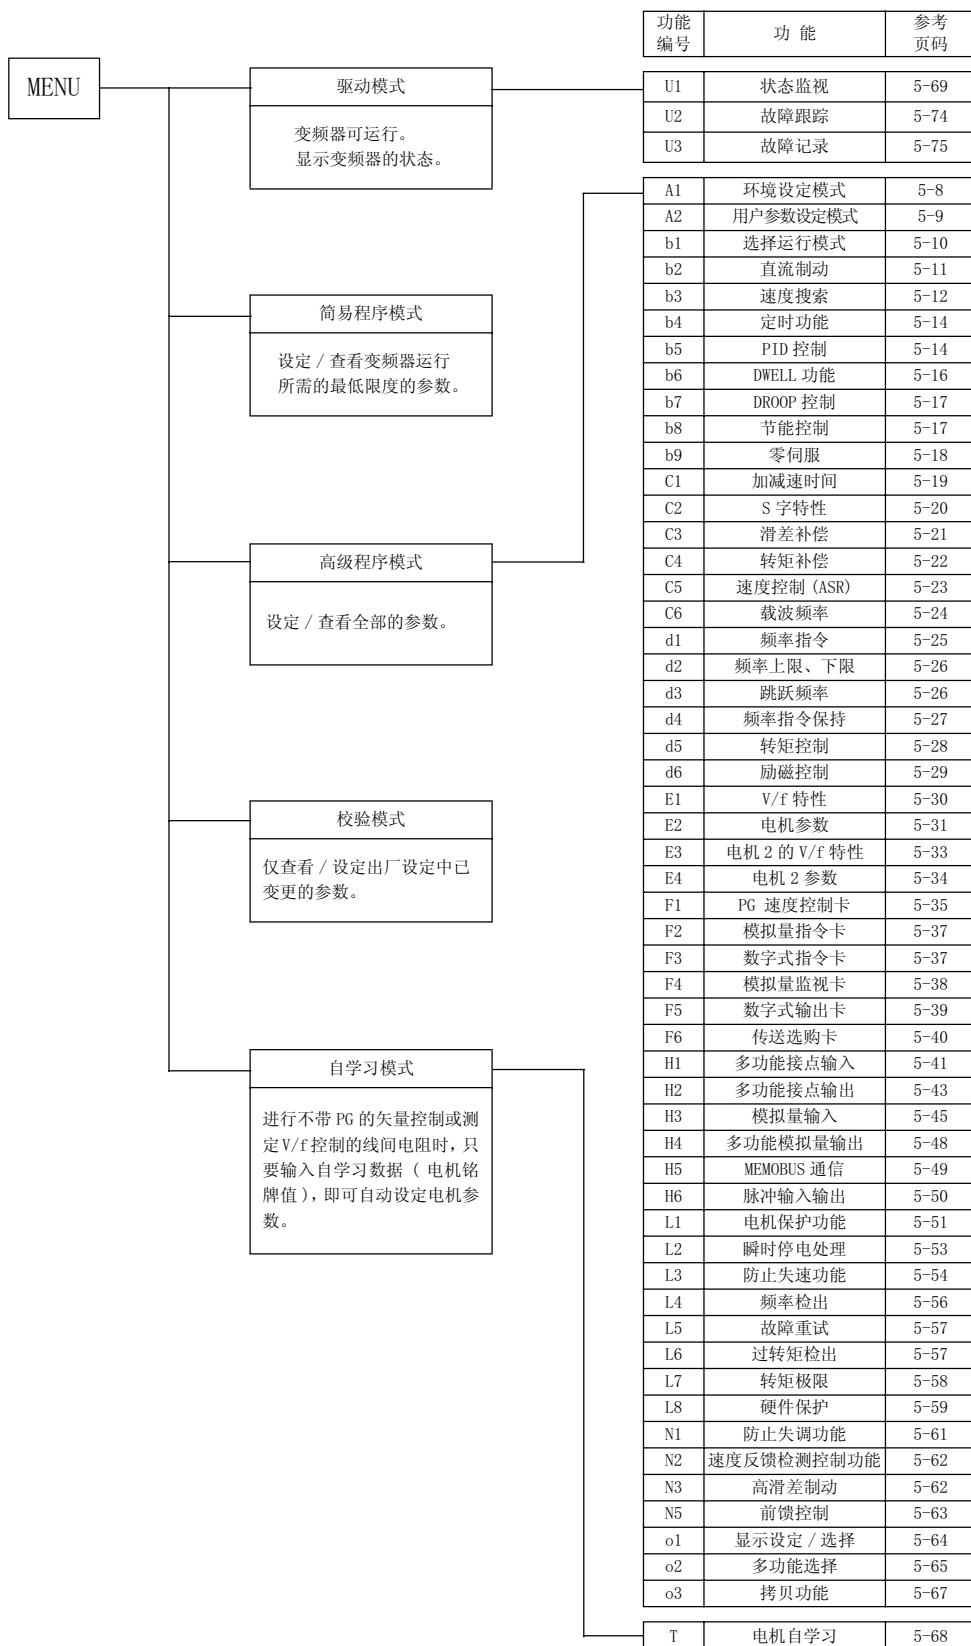 MENU
驱动模式
变频器可运行。
显示变频器的状态。
简易程序模式
设定 / 查看变频器运行
所需的最低限度的参数。
高级程序模式
设定 / 查看全部的参数。
校验模式
仅查看 / 设定出厂设定中已
变更的参数。
自学习模式
进行不带 PG 的矢量控制或测
定 V/f 控制的线间电阻时, 只
要输入自学习数据 ( 电机铭
牌值 ), 即可自动设定电机参
数。
功能编号 功 能 参考页码
U1 状态监视 5-69
U2 故障跟踪 5-74
U3 故障记录 5-75
A1 环境设定模式 5-8
A2 用户参数设定模式 5-9
b1 选择运行模式 5-10
b2 直流制动 5-11
b3 速度搜索 5-12
b4 定时功能 5-14
b5 PID 控制 5-14
b6 DWELL 功能 5-16
b7 DROOP 控制 5-17
b8 节能控制 5-17
b9 零伺服 5-18
C1 加减速时间 5-19
C2 S 字特性 5-20
C3 滑差补偿 5-21
C4 转矩补偿 5-22
C5 速度控制 (ASR) 5-23
C6 载波频率 5-24
d1 频率指令 5-25
d2 频率上限、下限 5-26
d3 跳跃频率 5-26
d4 频率指令保持 5-27
d5 转矩控制 5-28
d6 励磁控制 5-29
E1 V/f 特性 5-30
E2 电机参数 5-31
E3 电机 2 的 V/f 特性 5-33
E4 电机 2 参数 5-34
F1 PG 速度控制卡 5-35
F2 模拟量指令卡 5-37
F3 数字式指令卡 5-37
F4 模拟量监视卡 5-38
F5 数字式输出卡 5-39
F6 传送选购卡 5-40
H1 多功能接点输入 5-41
H2 多功能接点输出 5-43
H3 模拟量输入 5-45
H4 多功能模拟量输出 5-48
H5 MEMOBUS 通信 5-49
H6 脉冲输入输出 5-50
L1 电机保护功能 5-51
L2 瞬时停电处理 5-53
L3 防止失速功能 5-54
L4 频率检出 5-56
L5 故障重试 5-57
L6 过转矩检出 5-57
L7 转矩极限 5-58
L8 硬件保护 5-59
N1 防止失调功能 5-61
N2 速度反馈检测控制功能 5-62
N3 高滑差制动 5-62
N5 前馈控制 5-63
o1 显示设定 / 选择 5-64
o2 多功能选择 5-65
o3 拷贝功能 5-67
T 电机自学习 5-68